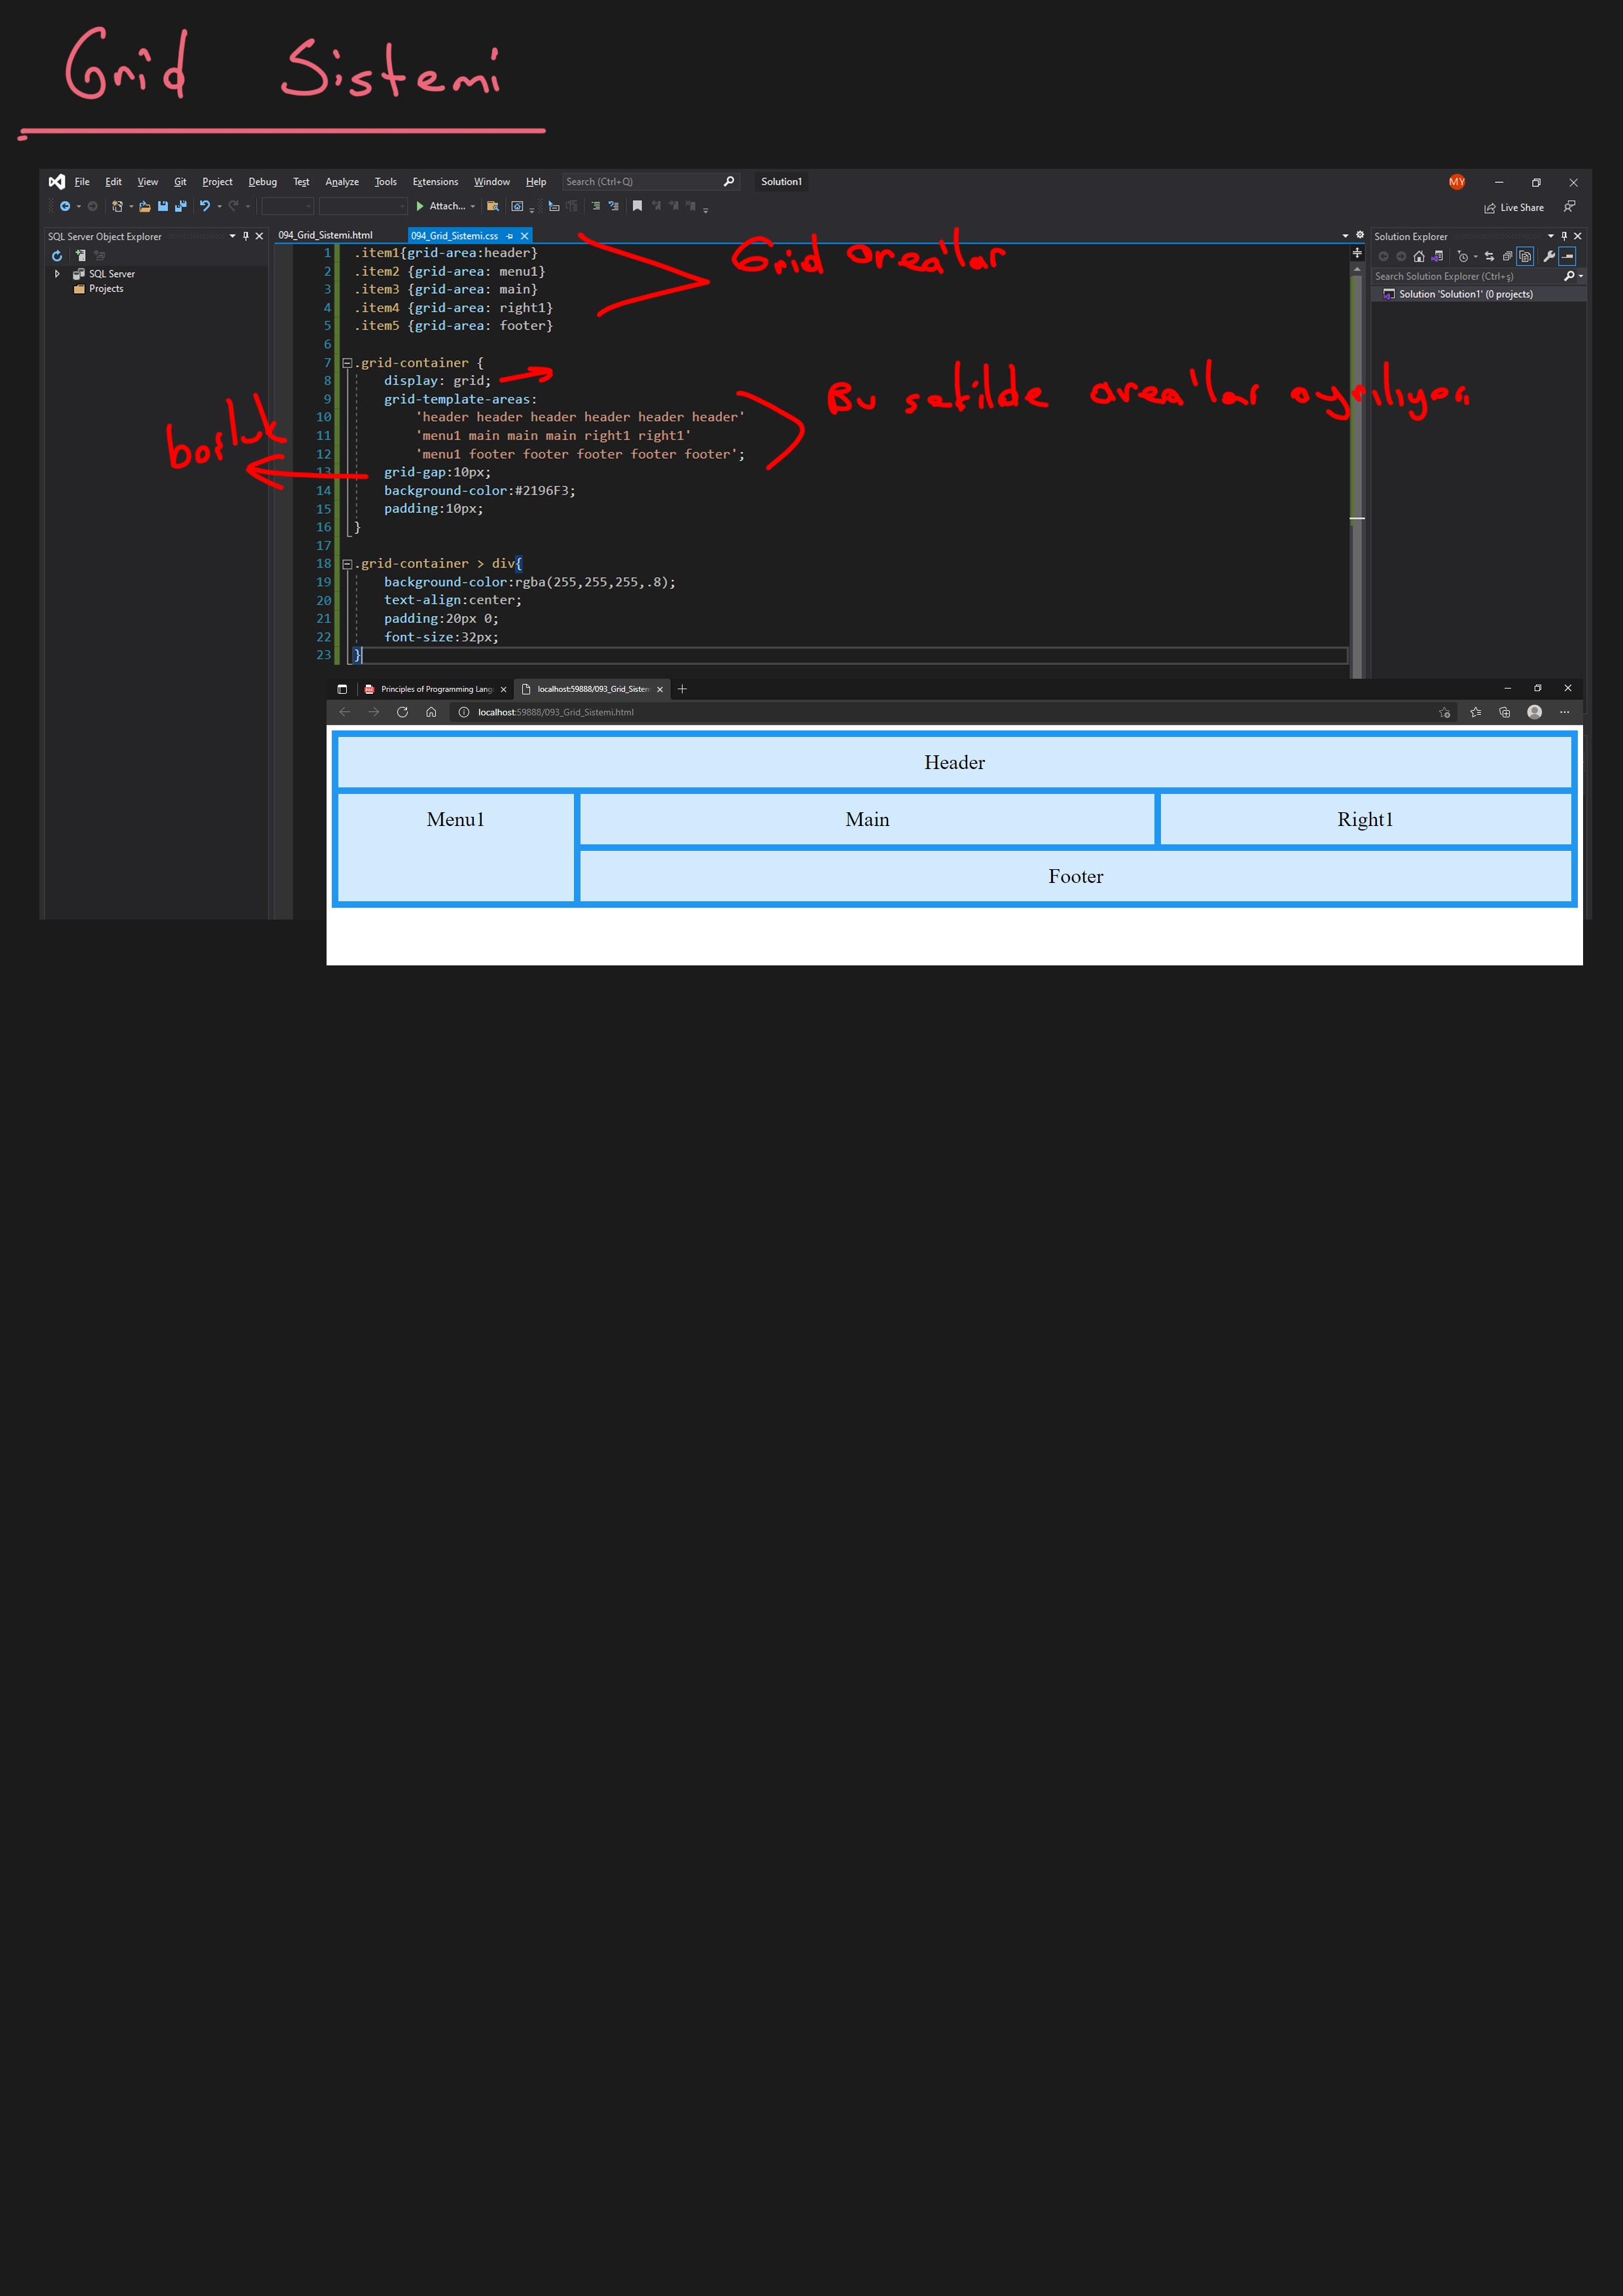 Grid Sistemi
File Edit View Git Project Debug Test Analyze Tools Extensions Window Help Search (Ctrl+Q) Solution1 MY
Attach... Live Share
SQL Server Object Explorer
SQL Server
Projects
094_Grid_Sistemi.html 094_Grid_Sistemi.css
1 .item1{grid-area:header}
2 .item2 {grid-area: menu1}
3 .item3 {grid-area: main}
4 .item4 {grid-area: right1}
5 .item5 {grid-area: footer}
6
7 .grid-container {
8 display: grid;
9 grid-template-areas:
10 'header header header header header header'
11 'menu1 main main main right1 right1'
12 'menu1 footer footer footer footer footer';
13 grid-gap:10px;
14 background-color:#2196F3;
15 padding:10px;
16 }
17
18 .grid-container > div{
19 background-color:rgba(255,255,255,.8);
20 text-align:center;
21 padding:20px 0;
22 font-size:32px;
23 }
Grid area'lar
Bu şekilde area'lar ayrılıyor.
boşluk
Solution Explorer
Search Solution Explorer (Ctrl+ş)
Solution 'Solution1' (0 projects)
Principles of Programming Lang localhost:59888/093_Grid_Sistem
localhost:59888/093_Grid_Sistemi.html
Header
Menu1 Main Right1
Footer